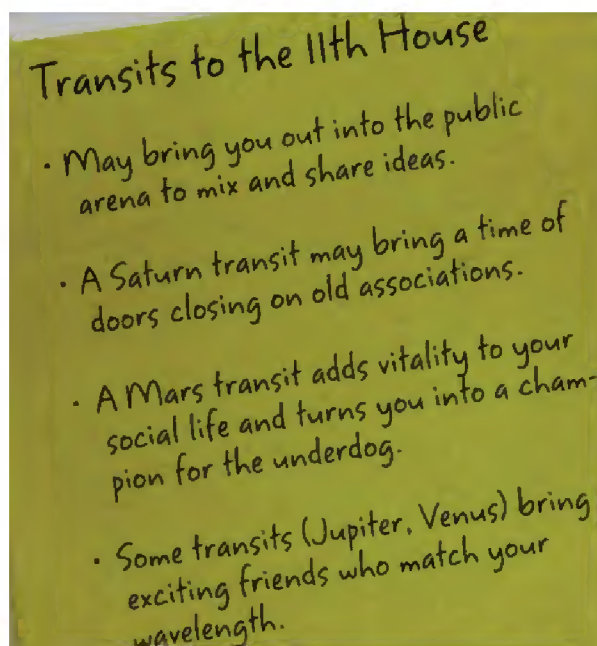 Transits to the 11th House
· May bring you out into the public
arena to mix and share ideas.
· A Saturn transit may bring a time of
doors closing on old associations.
· A Mars transit adds vitality to your
social life and turns you into a cham-
pion for the underdog.
· Some transits (Jupiter, Venus) bring
exciting friends who match your
wavelength.